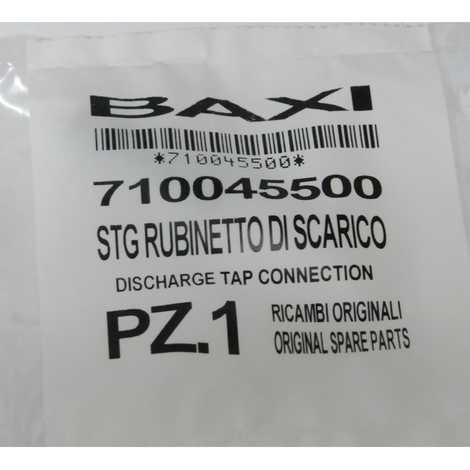 BAXI
*710045500*
710045500
STG RUBINETTO DI SCARICO
DISCHARGE TAP CONNECTION
PZ.1
RICAMBI ORIGINALI
ORIGINAL SPARE PARTS